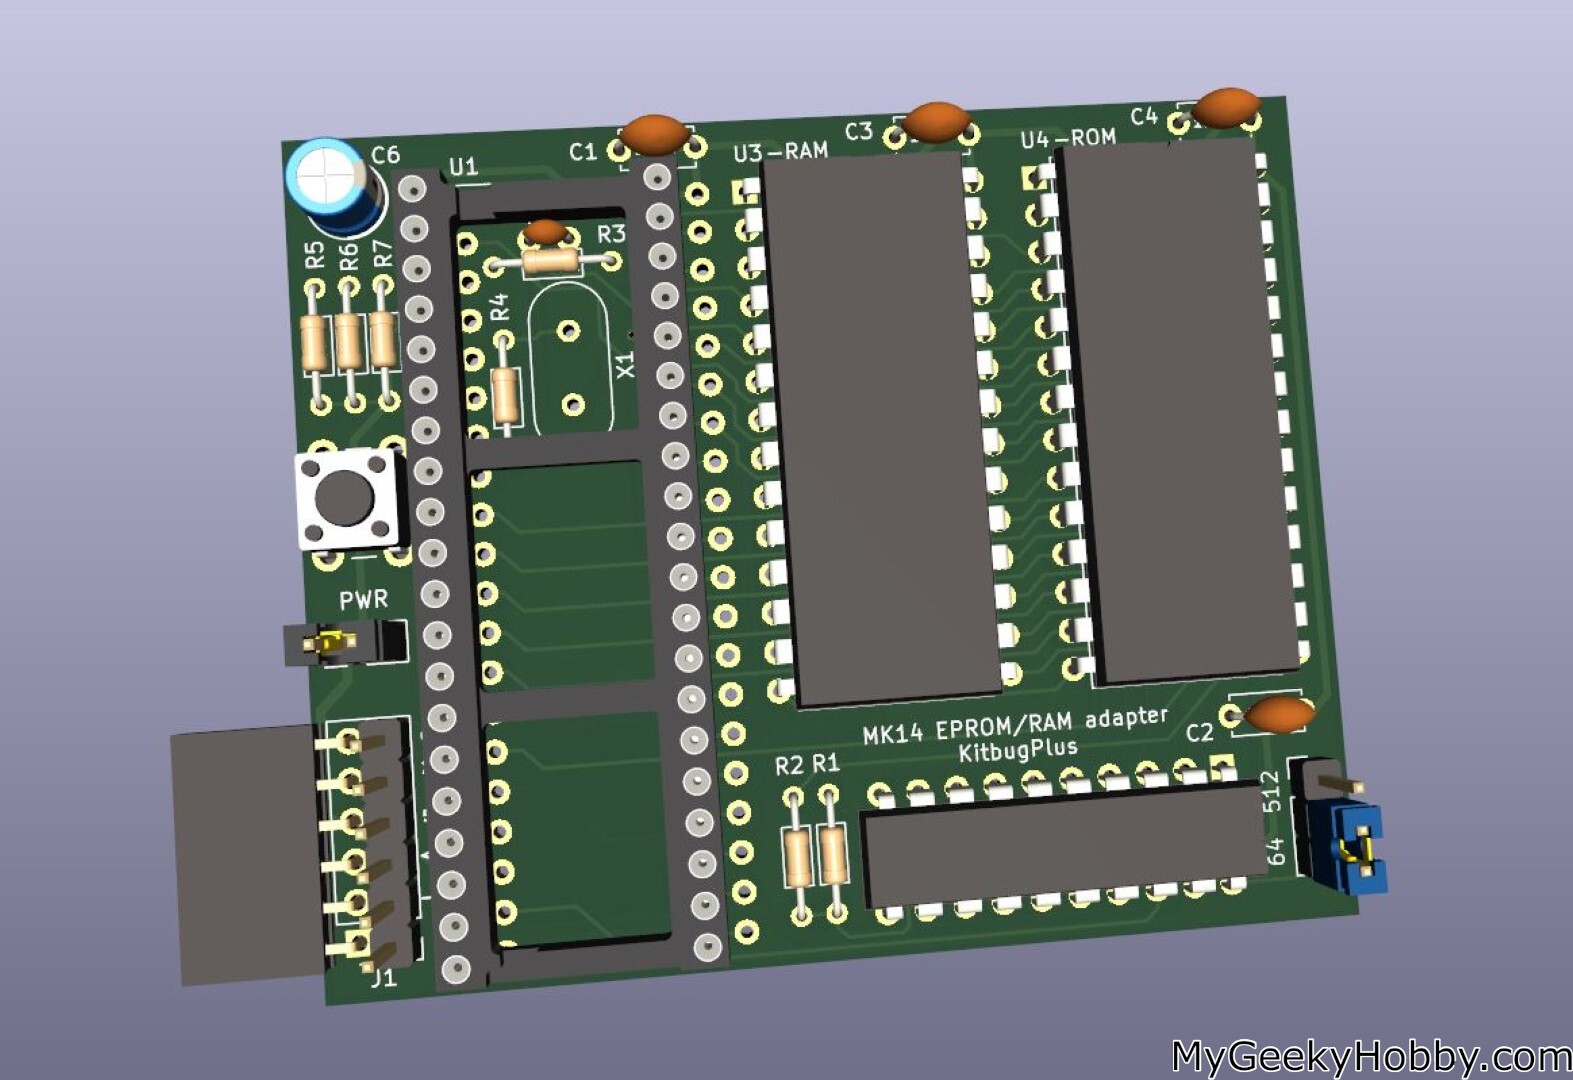 C6
U1
C1
U3-RAM
C3
U4-ROM
C4
R5
R6
R7
R3
R4
X1
PWR
MK14 EPROM/RAM adapter
KitbugPlus
C2
R2 R1
512
64
J1
MyGeekyHobby.com